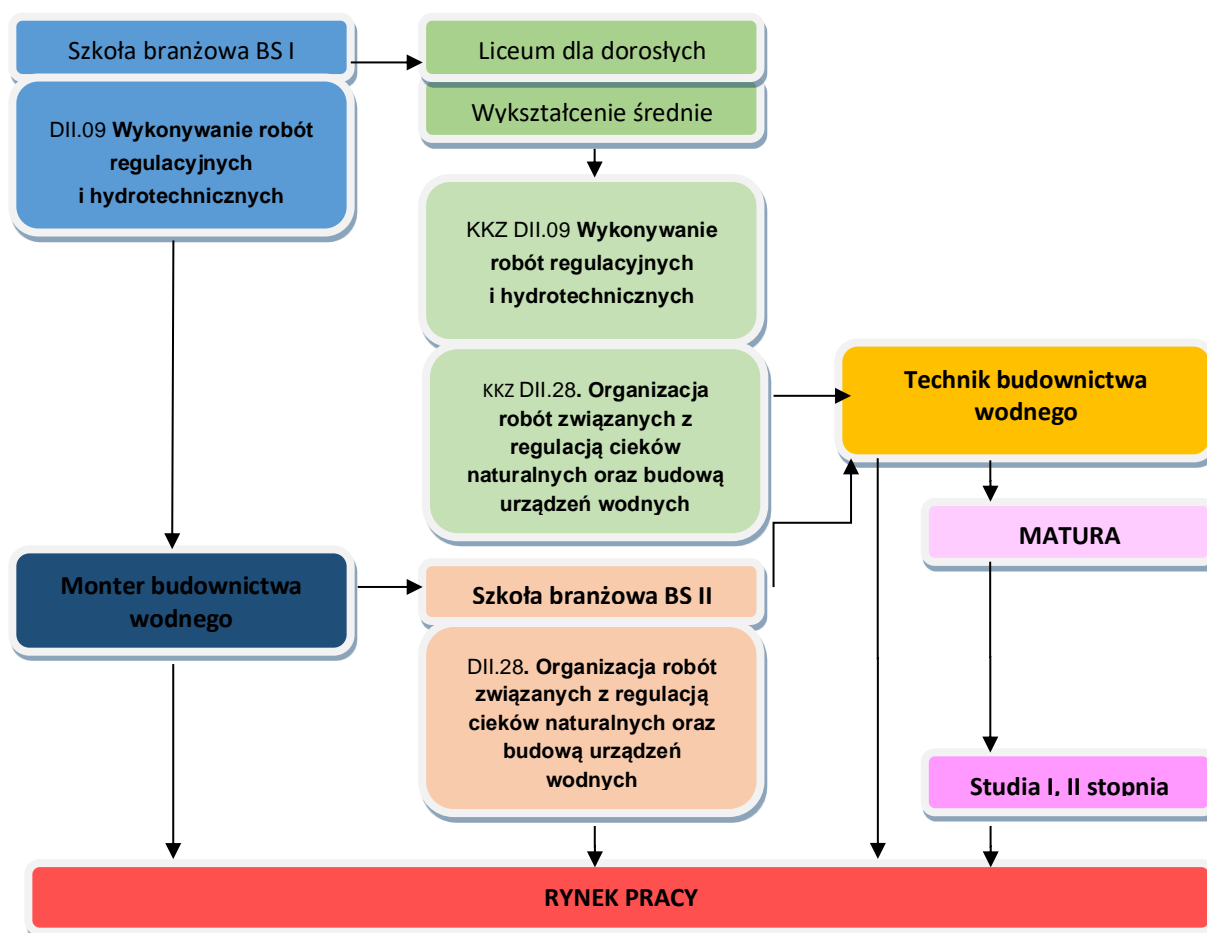 Szkoła branżowa BS I
DII.09 Wykonywanie robót
regulacyjnych
i hydrotechnicznych
Liceum dla dorosłych
Wykształcenie średnie
KKZ DII.09 Wykonywanie
robót regulacyjnych
i hydrotechnicznych
KKZ DII.28. Organizacja
robót związanych z
regulacją cieków
naturalnych oraz budową
urządzeń wodnych
Technik budownictwa
wodnego
MATURA
Monter budownictwa
wodnego
Szkoła branżowa BS II
DII.28. Organizacja robót
związanych z regulacją
cieków naturalnych oraz
budową urządzeń
wodnych
Studia I, II stopnia
RYNEK PRACY